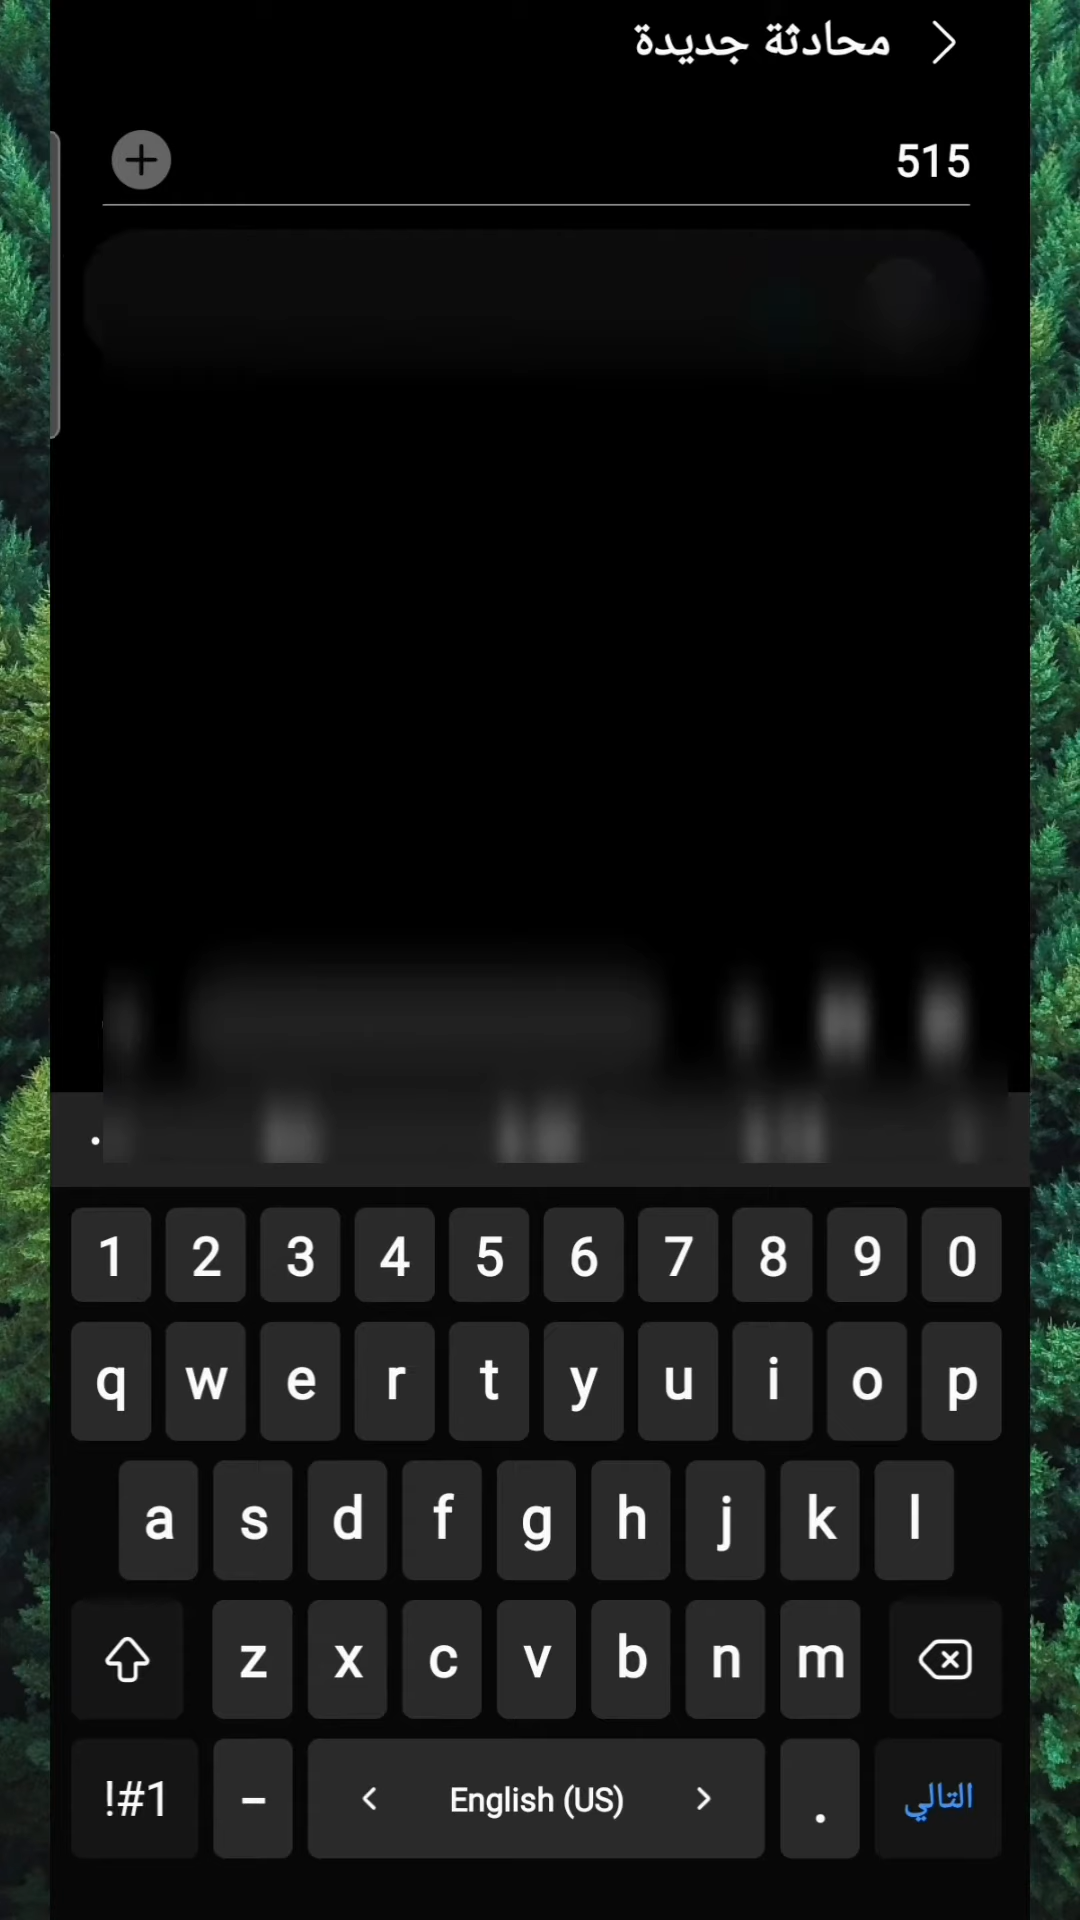 محادثة جديدة
515
1 2 3 4 5 6 7 8 9 0
q w e r t y u i o p
a s d f g h j k l
z x c v b n m
!#1 - < English (US) > . التالي